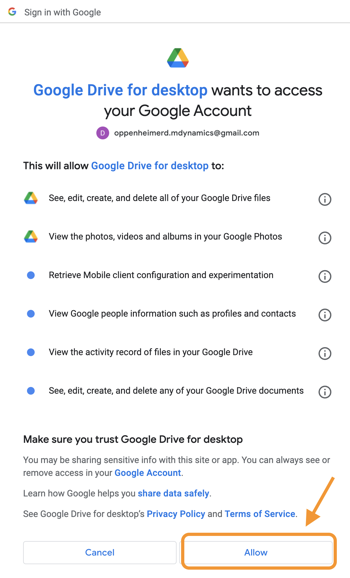 Sign in with Google
Google Drive for desktop wants to access
your Google Account
D
oppenheimerd.mdynamics@gmail.com
This will allow Google Drive for desktop to:
See, edit, create, and delete all of your Google Drive files
View the photos, videos and albums in your Google Photos
Retrieve Mobile client configuration and experimentation
View Google people information such as profiles and contacts
View the activity record of files in your Google Drive
See, edit, create, and delete any of your Google Drive documents
Make sure you trust Google Drive for desktop
You may be sharing sensitive info with this site or app. You can always see or
remove access in your Google Account.
Learn how Google helps you share data safely.
See Google Drive for desktop's Privacy Policy and Terms of Service.
Cancel
Allow